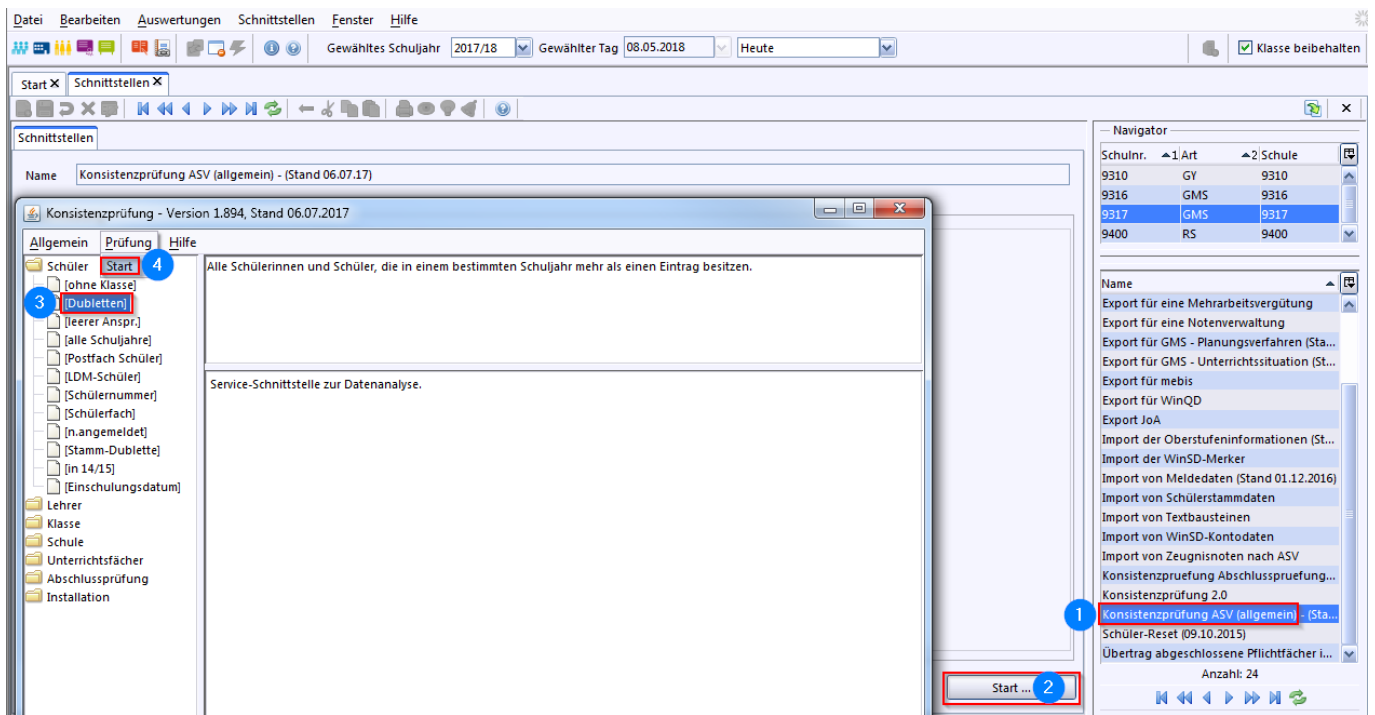 Datei Bearbeiten Auswertungen Schnittstellen Fenster Hilfe
Gewähltes Schuljahr 2017/18 Gewählter Tag 08.05.2018 Heute Klasse beibehalten
Start X Schnittstellen X
Schnittstellen
Name Konsistenzprüfung ASV (allgemein) - (Stand 06.07.17)
Konsistenzprüfung - Version 1.894, Stand 06.07.2017
Allgemein Prüfung Hilfe
Schüler Start 4
[ohne Klasse]
3 [Dubletten]
[leerer Anspr.]
[alle Schuljahre]
[Postfach Schüler]
[LDM-Schüler]
[Schülernummer]
[Schülerfach]
[n.angemeldet]
[Stamm-Dublette]
[in 14/15]
[Einschulungsdatum]
Lehrer
Klasse
Schule
Unterrichtsfächer
Abschlussprüfung
Installation
Alle Schülerinnen und Schüler, die in einem bestimmten Schuljahr mehr als einen Eintrag besitzen.
Service-Schnittstelle zur Datenanalyse.
Start ... 2
Navigator
Schulnr. 1 Art 2 Schule
9310 GY 9310
9316 GMS 9316
9317 GMS 9317
9400 RS 9400
Name
Export für eine Mehrarbeitsvergütung
Export für eine Notenverwaltung
Export für GMS - Planungsverfahren (Sta...
Export für GMS - Unterrichtssituation (St...
Export für mebis
Export für WinQD
Export JoA
Import der Oberstufeninformationen (St...
Import der WinSD-Merker
Import von Meldedaten (Stand 01.12.2016)
Import von Schülerstammdaten
Import von Textbausteinen
Import von WinSD-Kontodaten
Import von Zeugnisnoten nach ASV
Konsistenzpruefung Abschlusspruefung...
Konsistenzprüfung 2.0
1 Konsistenzprüfung ASV (allgemein) - (Sta...
Schüler-Reset (09.10.2015)
Übertrag abgeschlossene Pflichtfächer i...
Anzahl: 24